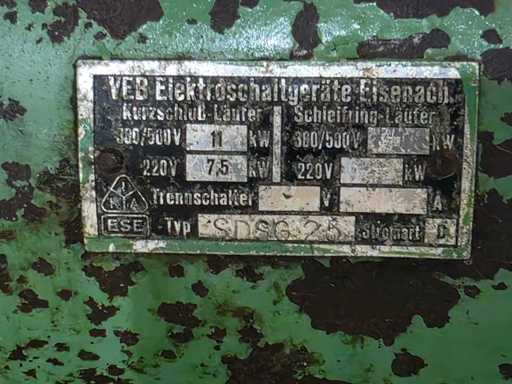 VEB Elektroschaltgeräte Eisenach
Kurzschluß-Läufer Schleifring-Läufer
380/500V 11 KW 380/500V KW
220V 7,5 KW 220V KW
Trennschalter V A
Typ SDSG 25 Stromart D
ESE